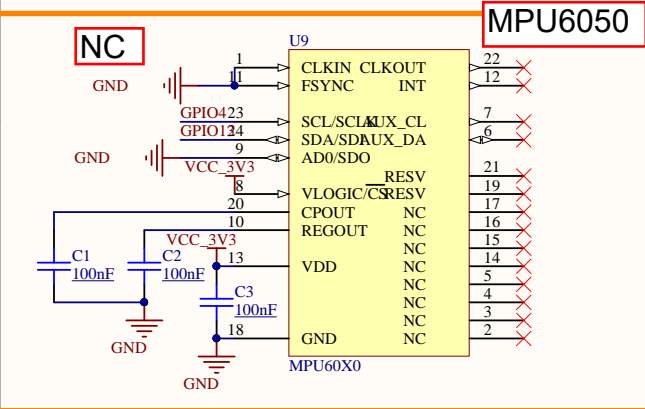 MPU6050
NC
U9
1 CLKIN CLKOUT 22
GND 11 FSYNC INT 12
GPIO4 23 SCL/SCLK AUX_CL 7
GPIO12 24 SDA/SDI AUX_DA 6
GND 9 AD0/SDO
VCC_3V3 RESV 21
8 VLOGIC/CS RESV 19
20 CPOUT NC 17
10 REGOUT NC 16
VCC_3V3 NC 15
C1 C2 13 VDD NC 14
100nF 100nF NC 5
C3 NC 4
100nF NC 3
18 GND NC 2
GND
MPU60X0
GND